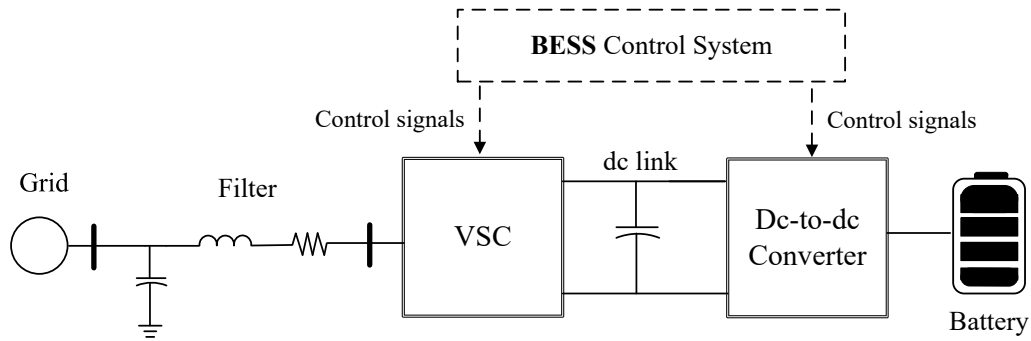 BESS Control System
Control signals
Control signals
Grid
Filter
dc link
VSC
Dc-to-dc
Converter
Battery